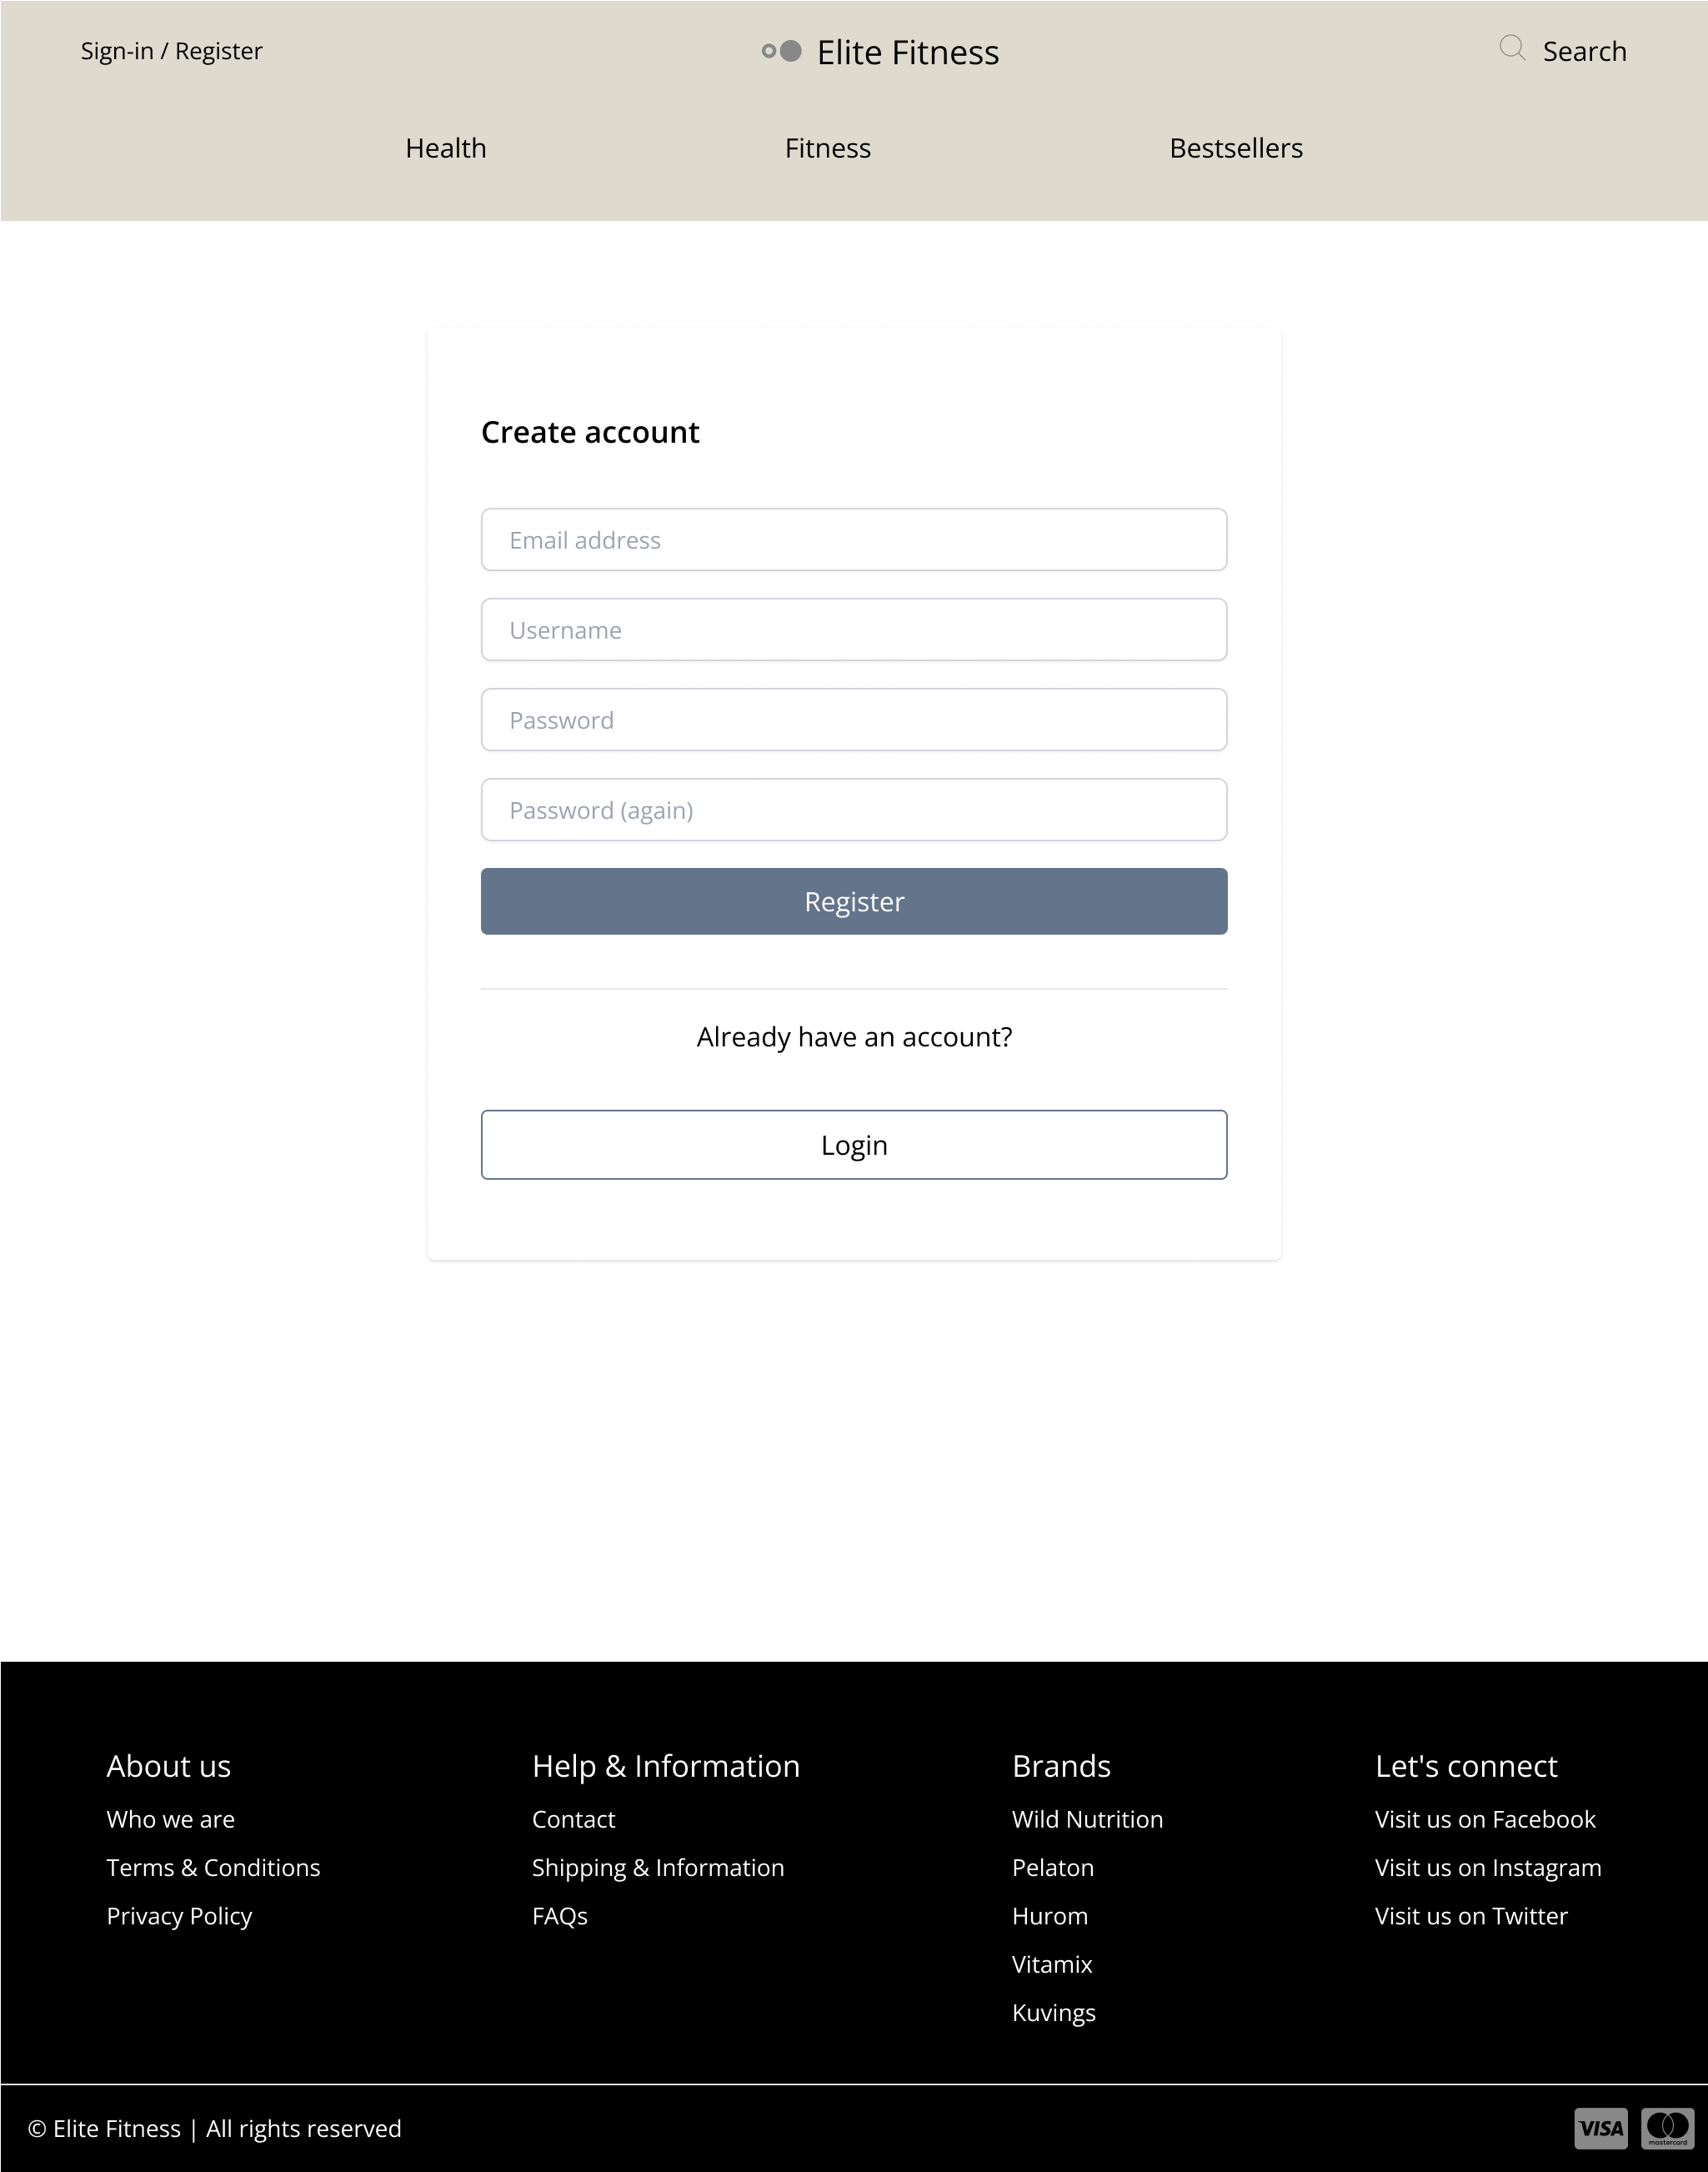 Sign-in / Register
Elite Fitness
Search
Health
Fitness
Bestsellers
Create account
Email address
Username
Password
Password (again)
Register
Already have an account?
Login
About us
Who we are
Terms & Conditions
Privacy Policy
Help & Information
Contact
Shipping & Information
FAQs
Brands
Wild Nutrition
Pelaton
Hurom
Vitamix
Kuvings
Let's connect
Visit us on Facebook
Visit us on Instagram
Visit us on Twitter
© Elite Fitness | All rights reserved
VISA
mastercard